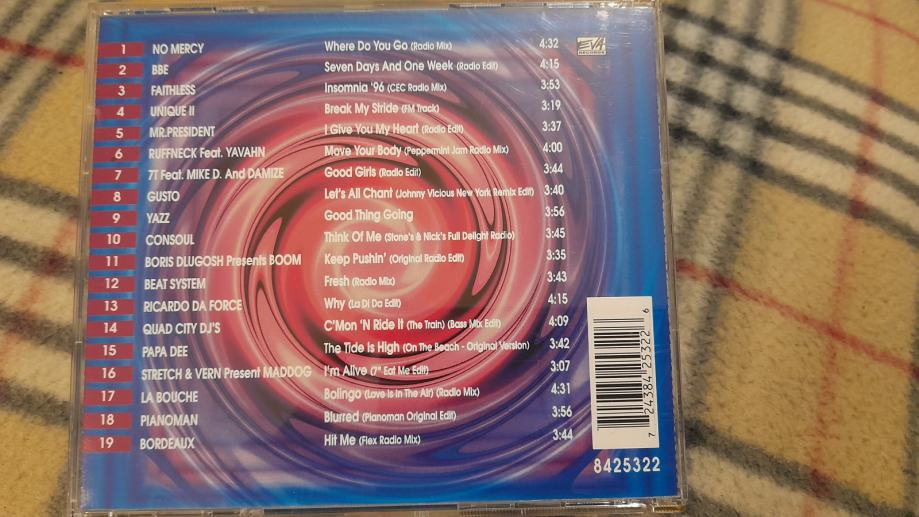 1 NO MERCY Where Do You Go (Radio Mix) 4:32
2 BBE Seven Days And One Week (Radio Edit) 4:15
3 FAITHLESS Insomnia '96 (CEC Radio Mix) 3:53
4 UNIQUE II Break My Stride (FM Track) 3:19
5 MR.PRESIDENT I Give You My Heart (Radio Edit) 3:37
6 RUFFNECK Feat. YAVAHN Move Your Body (Peppermint Jam Radio Mix) 4:00
7 7T Feat. MIKE D. And DAMIZE Good Girls (Radio Edit) 3:44
8 GUSTO Let's All Chant (Johnny Vicious New York Remix Edit) 3:40
9 YAZZ Good Thing Going 3:56
10 CONSOUL Think Of Me (Stone's & Nick's Full Delight Radio) 3:45
11 BORIS DLUGOSH Presents BOOM Keep Pushin' (Original Radio Edit) 3:35
12 BEAT SYSTEM Fresh (Radio Mix) 3:43
13 RICARDO DA FORCE Why (La Di Da Edit) 4:15
14 QUAD CITY DJ'S C'Mon 'N Ride It (The Train) (Bass Mix Edit) 4:09
15 PAPA DEE The Tide Is High (On The Beach - Original Version) 3:42
16 STRETCH & VERN Present MADDOG I'm Alive (7" Eat Me Edit) 3:07
17 LA BOUCHE Bolingo (Love Is In The Air) (Radio Mix) 4:31
18 PIANOMAN Blurred (Pianoman Original Edit) 3:56
19 BORDEAUX Hit Me (Flex Radio Mix) 3:44
EVA
RECORDS
7 24384 25322 6
8425322